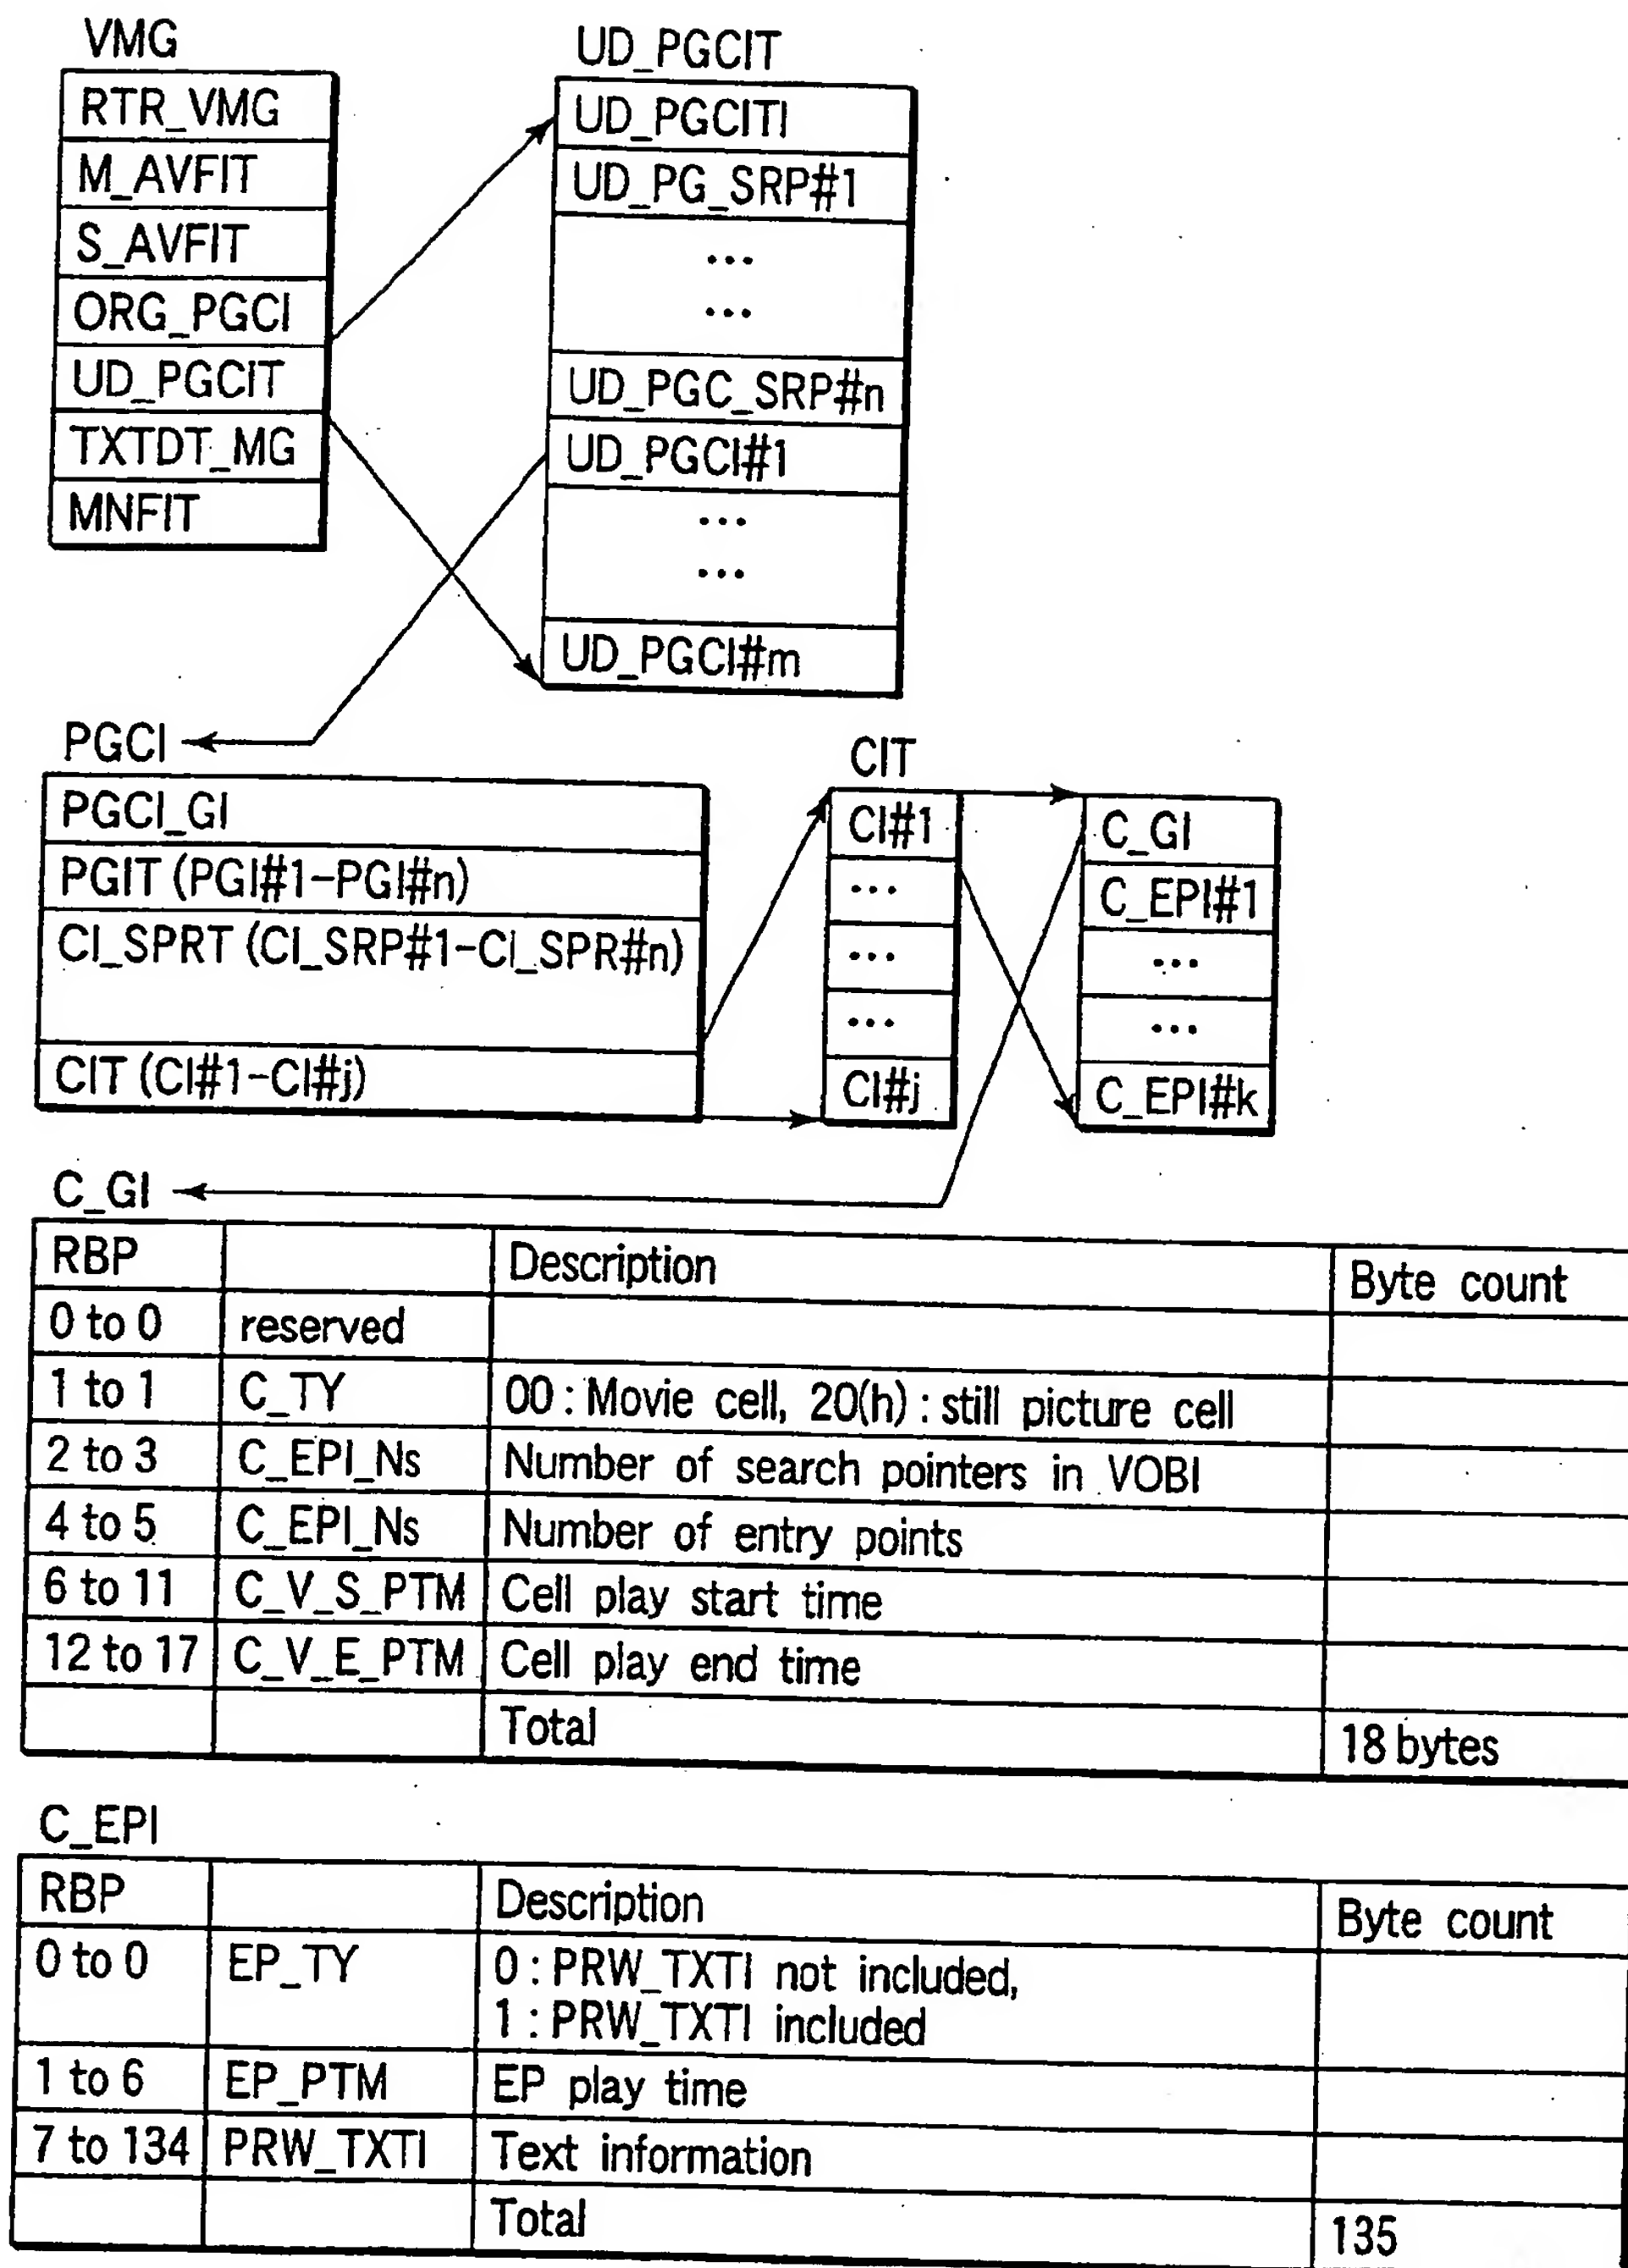 VMG
RTR_VMG
M_AVFIT
S_AVFIT
ORG_PGCI
UD_PGCIT
TXTDT_MG
MNFIT
UD_PGCIT
UD_PGCITI
UD_PG_SRP#1
...
...
UD_PGC_SRP#n
UD_PGCI#1
...
...
UD_PGCI#m
PGCI
PGCI_GI
PGIT (PGI#1-PGI#n)
CI_SPRT (CI_SRP#1-CI_SPR#n)
CIT (CI#1-CI#j)
CIT
CI#1
...
...
...
CI#j
C_GI
C_EPI#1
...
...
C_EPI#k
C_GI
RBP Description Byte count
0 to 0 reserved
1 to 1 C_TY 00 : Movie cell, 20(h) : still picture cell
2 to 3 C_EPI_Ns Number of search pointers in VOBI
4 to 5 C_EPI_Ns Number of entry points
6 to 11 C_V_S_PTM Cell play start time
12 to 17 C_V_E_PTM Cell play end time
Total 18 bytes
C_EPI
RBP Description Byte count
0 to 0 EP_TY 0 : PRW_TXTI not included,
1 : PRW_TXTI included
1 to 6 EP_PTM EP play time
7 to 134 PRW_TXTI Text information
Total 135